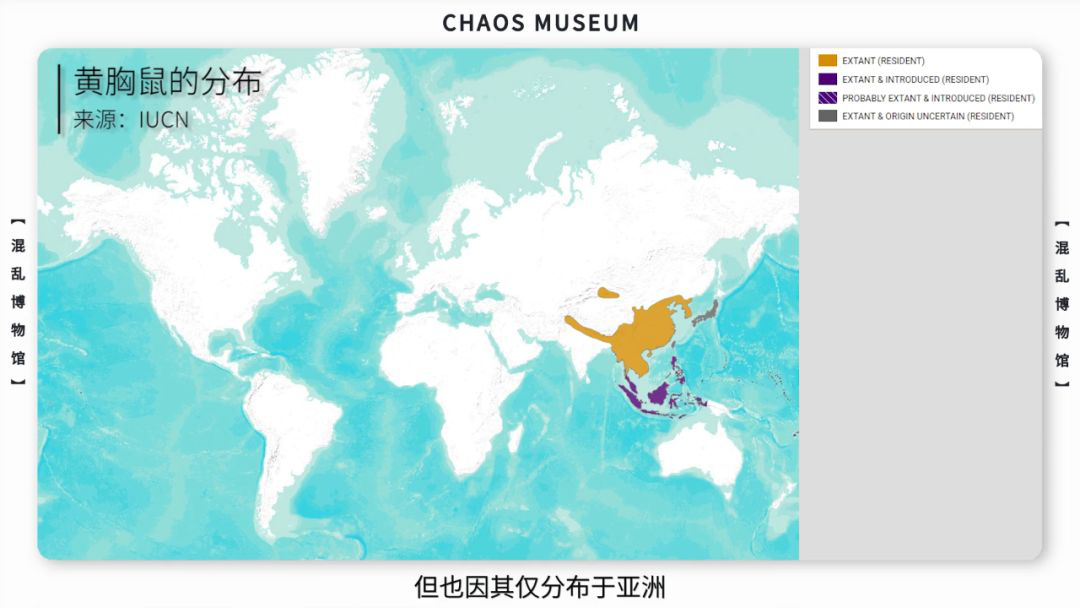 CHAOS MUSEUM
黄胸鼠的分布
来源：IUCN
EXTANT (RESIDENT)
EXTANT & INTRODUCED (RESIDENT)
PROBABLY EXTANT & INTRODUCED (RESIDENT)
EXTANT & ORIGIN UNCERTAIN (RESIDENT)
【混乱博物馆】
【混乱博物馆】
但也因其仅分布于亚洲